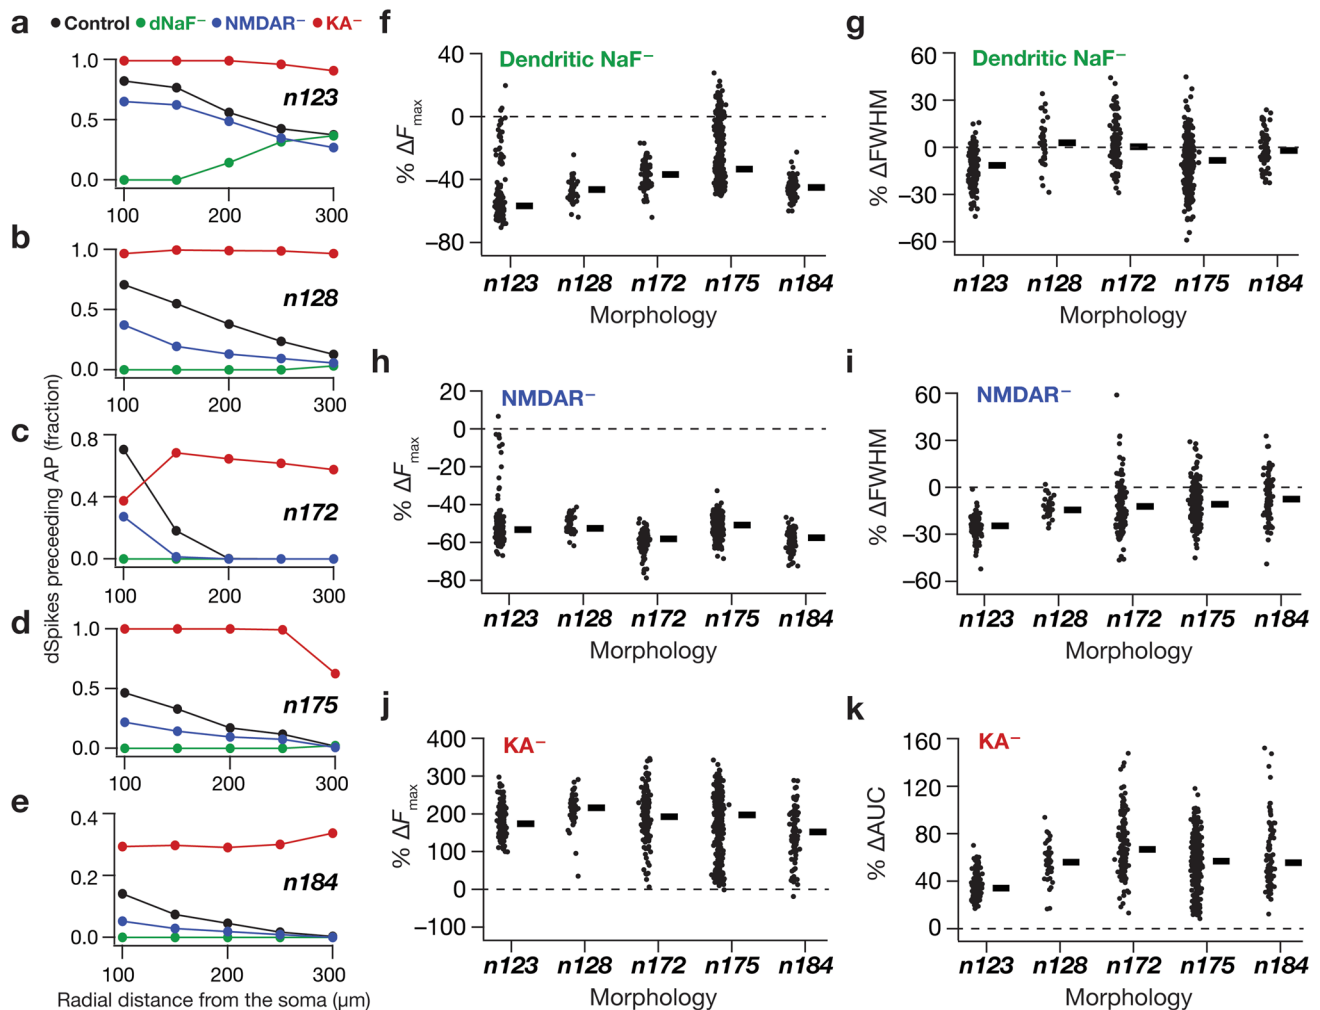 a ● Control ● dNaF⁻ ● NMDAR⁻ ● KA⁻
1.0
0.5
0.0
n123
100 200 300
b
1.0
0.5
0.0
n128
100 200 300
c
0.8
0.4
0.0
n172
100 200 300
d
1.0
0.5
0.0
n175
100 200 300
e
0.4
0.2
0.0
n184
100 200 300
dSpikes preceeding AP (fraction)
Radial distance from the soma (μm)
f
Dendritic NaF⁻
40
0
−40
−80
% ΔFmax
n123 n128 n172 n175 n184
Morphology
g
Dendritic NaF⁻
60
30
0
−30
−60
% ΔFWHM
n123 n128 n172 n175 n184
Morphology
h
NMDAR⁻
20
0
−20
−40
−60
−80
% ΔFmax
n123 n128 n172 n175 n184
Morphology
i
NMDAR⁻
60
30
0
−30
−60
% ΔFWHM
n123 n128 n172 n175 n184
Morphology
j
KA⁻
400
300
200
100
0
−100
% ΔFmax
n123 n128 n172 n175 n184
Morphology
k
KA⁻
160
120
80
40
0
% ΔAUC
n123 n128 n172 n175 n184
Morphology